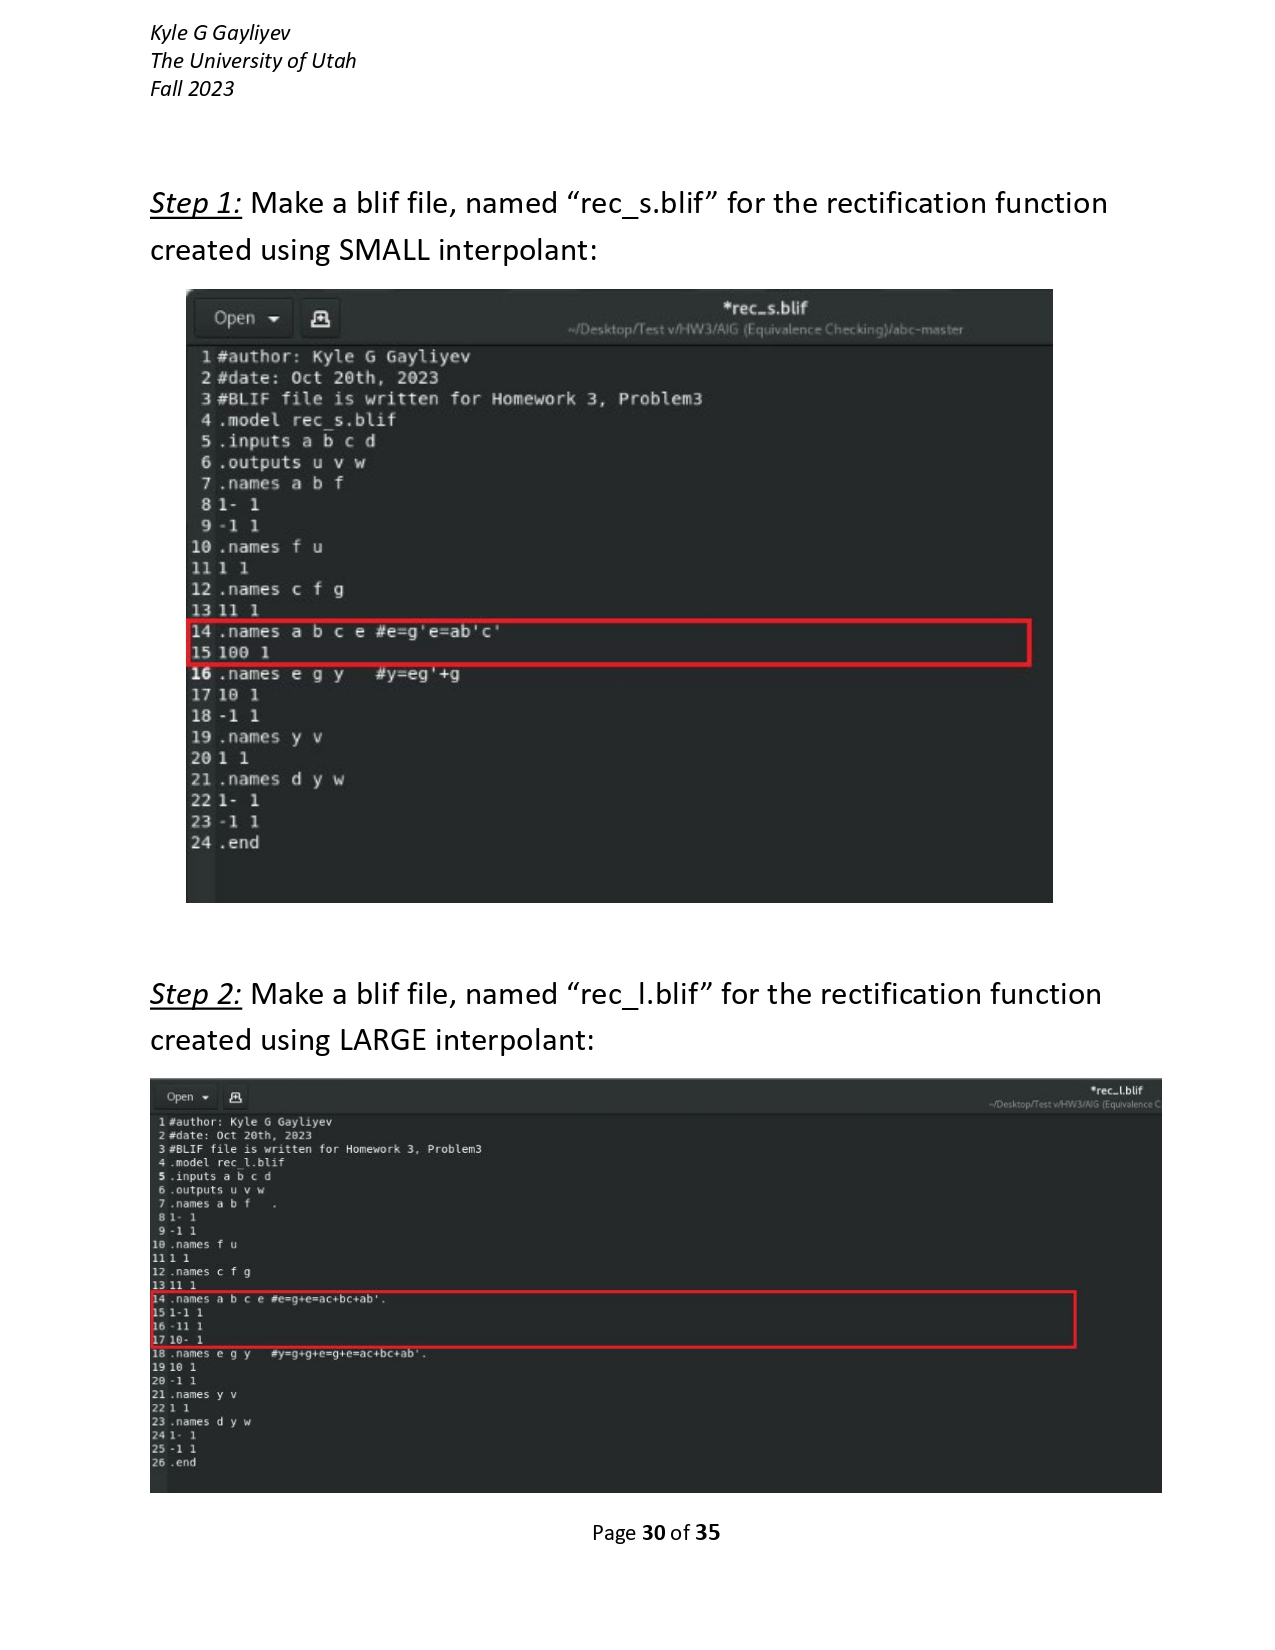 Kyle G Gayliyev
The University of Utah
Fall 2023
Step 1: Make a blif file, named “rec_s.blif” for the rectification function
created using SMALL interpolant:
Open
*rec_s.blif
~/Desktop/Test v/HW3/AIG (Equivalence Checking)/abc-master
1 #author: Kyle G Gayliyev
2 #date: Oct 20th, 2023
3 #BLIF file is written for Homework 3, Problem3
4 .model rec_s.blif
5 .inputs a b c d
6 .outputs u v w
7 .names a b f
8 1- 1
9 -1 1
10 .names f u
11 1 1
12 .names c f g
13 11 1
14 .names a b c e #e=g'e=ab'c'
15 100 1
16 .names e g y   #y=eg'+g
17 10 1
18 -1 1
19 .names y v
20 1 1
21 .names d y w
22 1- 1
23 -1 1
24 .end
Step 2: Make a blif file, named “rec_l.blif” for the rectification function
created using LARGE interpolant:
Open
*rec_l.blif
~/Desktop/Test v/HW3/AIG (Equivalence C
1 #author: Kyle G Gayliyev
2 #date: Oct 20th, 2023
3 #BLIF file is written for Homework 3, Problem3
4 .model rec_l.blif
5 .inputs a b c d
6 .outputs u v w
7 .names a b f   .
8 1- 1
9 -1 1
10 .names f u
11 1 1
12 .names c f g
13 11 1
14 .names a b c e #e=g+e=ac+bc+ab'.
15 1-1 1
16 -11 1
17 10- 1
18 .names e g y   #y=g+g+e=g+e=ac+bc+ab'.
19 10 1
20 -1 1
21 .names y v
22 1 1
23 .names d y w
24 1- 1
25 -1 1
26 .end
Page 30 of 35